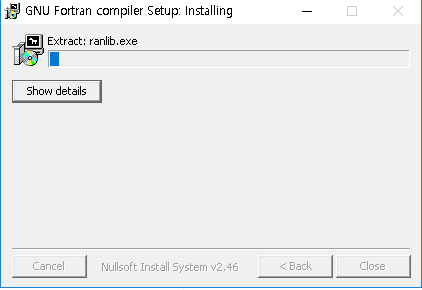 GNU Fortran compiler Setup: Installing
Extract: ranlib.exe
Show details
Cancel
Nullsoft Install System v2.46
< Back
Close